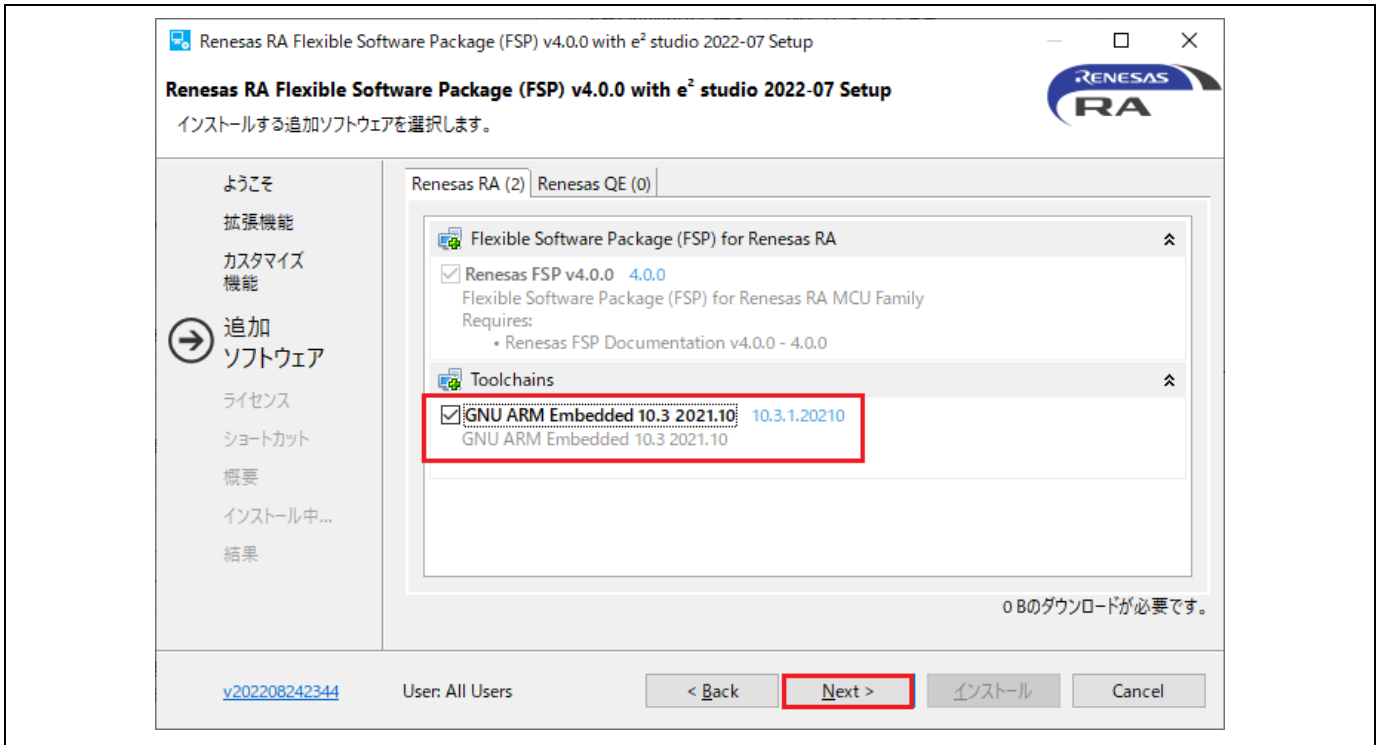 Renesas RA Flexible Software Package (FSP) v4.0.0 with e² studio 2022-07 Setup
Renesas RA Flexible Software Package (FSP) v4.0.0 with e² studio 2022-07 Setup
インストールする追加ソフトウェアを選択します。
RENESAS
RA
ようこそ
拡張機能
カスタマイズ
機能
追加
ソフトウェア
ライセンス
ショートカット
概要
インストール中...
結果
Renesas RA (2) Renesas QE (0)
Flexible Software Package (FSP) for Renesas RA
Renesas FSP v4.0.0 4.0.0
Flexible Software Package (FSP) for Renesas RA MCU Family
Requires:
• Renesas FSP Documentation v4.0.0 - 4.0.0
Toolchains
GNU ARM Embedded 10.3 2021.10 10.3.1.20210
GNU ARM Embedded 10.3 2021.10
0 Bのダウンロードが必要です。
v202208242344 User: All Users < Back Next > インストール Cancel